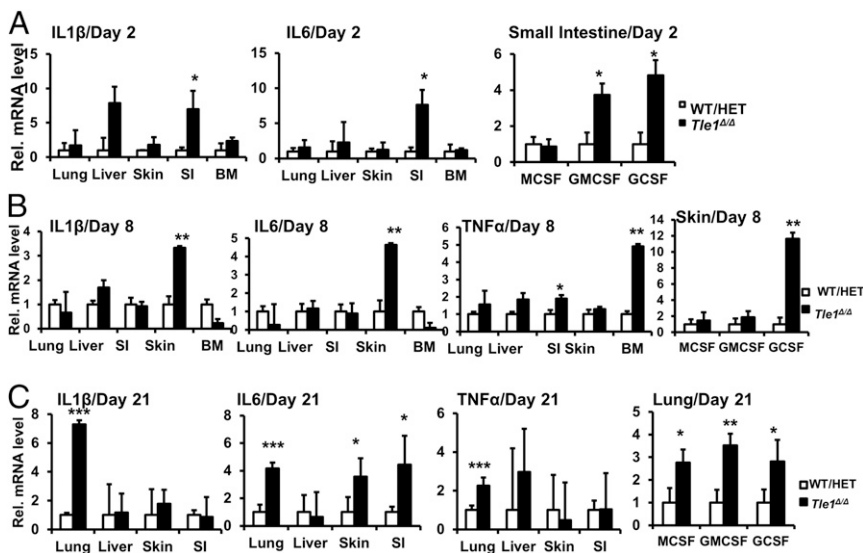 A
IL1β/Day 2
IL6/Day 2
Small Intestine/Day 2
Rel. mRNA level
15
10
5
0
Lung Liver Skin SI BM
*
15
10
5
0
Lung Liver Skin SI BM
*
6
4
2
0
MCSF GMCSF GCSF
* *
WT/HET
Tle1Δ/Δ
B
IL1β/Day 8
IL6/Day 8
TNFα/Day 8
Skin/Day 8
Rel. mRNA level
4
3
2
1
0
Lung Liver SI Skin BM
**
5
4
3
2
1
0
Lung Liver SI Skin BM
**
6
5
4
3
2
1
0
Lung Liver SI Skin BM
* **
14
12
10
8
6
4
2
0
MCSF GMCSF GCSF
**
WT/HET
Tle1Δ/Δ
C
IL1β/Day 21
IL6/Day 21
TNFα/Day 21
Lung/Day 21
Rel. mRNA level
8
6
4
2
0
Lung Liver Skin SI
***
8
6
4
2
0
Lung Liver Skin SI
*** * *
6
4
2
0
Lung Liver Skin SI
***
5
4
3
2
1
0
MCSF GMCSF GCSF
* ** *
WT/HET
Tle1Δ/Δ